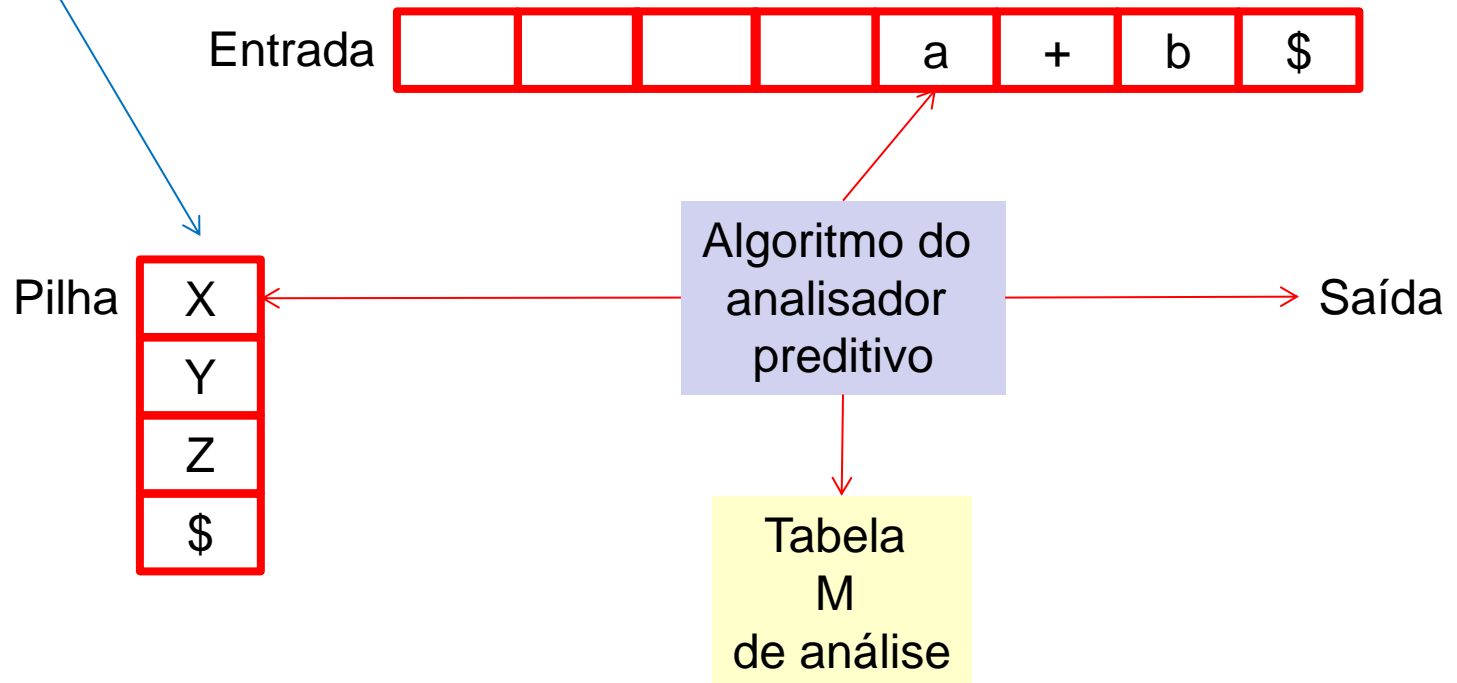 Entrada a + b $
Algoritmo do
analisador
preditivo
Pilha X
Y
Z
$
Saída
Tabela
M
de análise